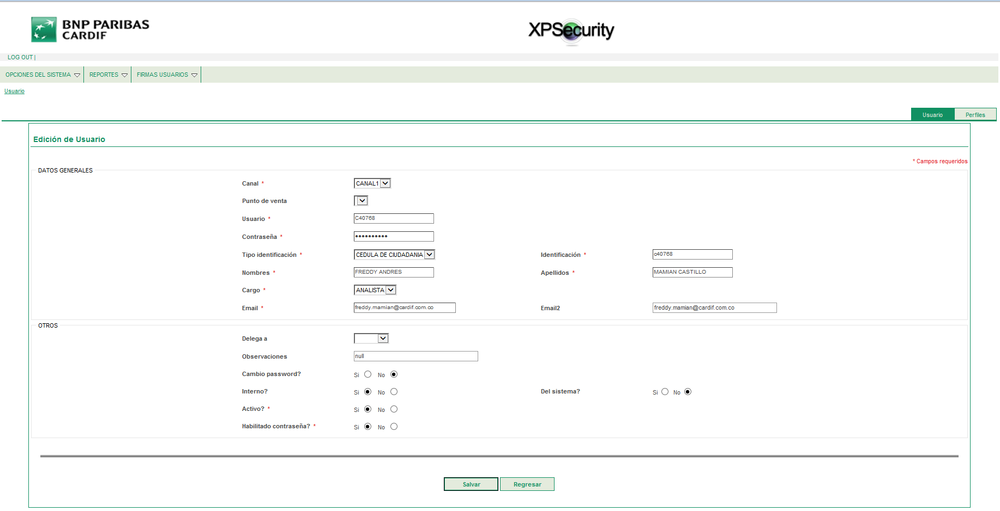 BNP PARIBAS
CARDIF
XPSecurity
LOG OUT |
OPCIONES DEL SISTEMA REPORTES FIRMAS USUARIOS
Usuario
Usuario Perfiles
Edición de Usuario
* Campos requeridos
DATOS GENERALES
Canal * CANAL1
Punto de venta
Usuario * C40768
Contraseña * ••••••••••
Tipo identificación * CEDULA DE CIUDADANIA Identificación * c40768
Nombres * FREDDY ANDRES Apellidos * MAMIAN CASTILLO
Cargo * ANALISTA
Email * freddy.mamian@cardif.com.co Email2 freddy.mamian@cardif.com.co
OTROS
Delega a
Observaciones null
Cambio password? Si No
Interno? Si No Del sistema? Si No
Activo? * Si No
Habilitado contraseña? * Si No
Salvar Regresar